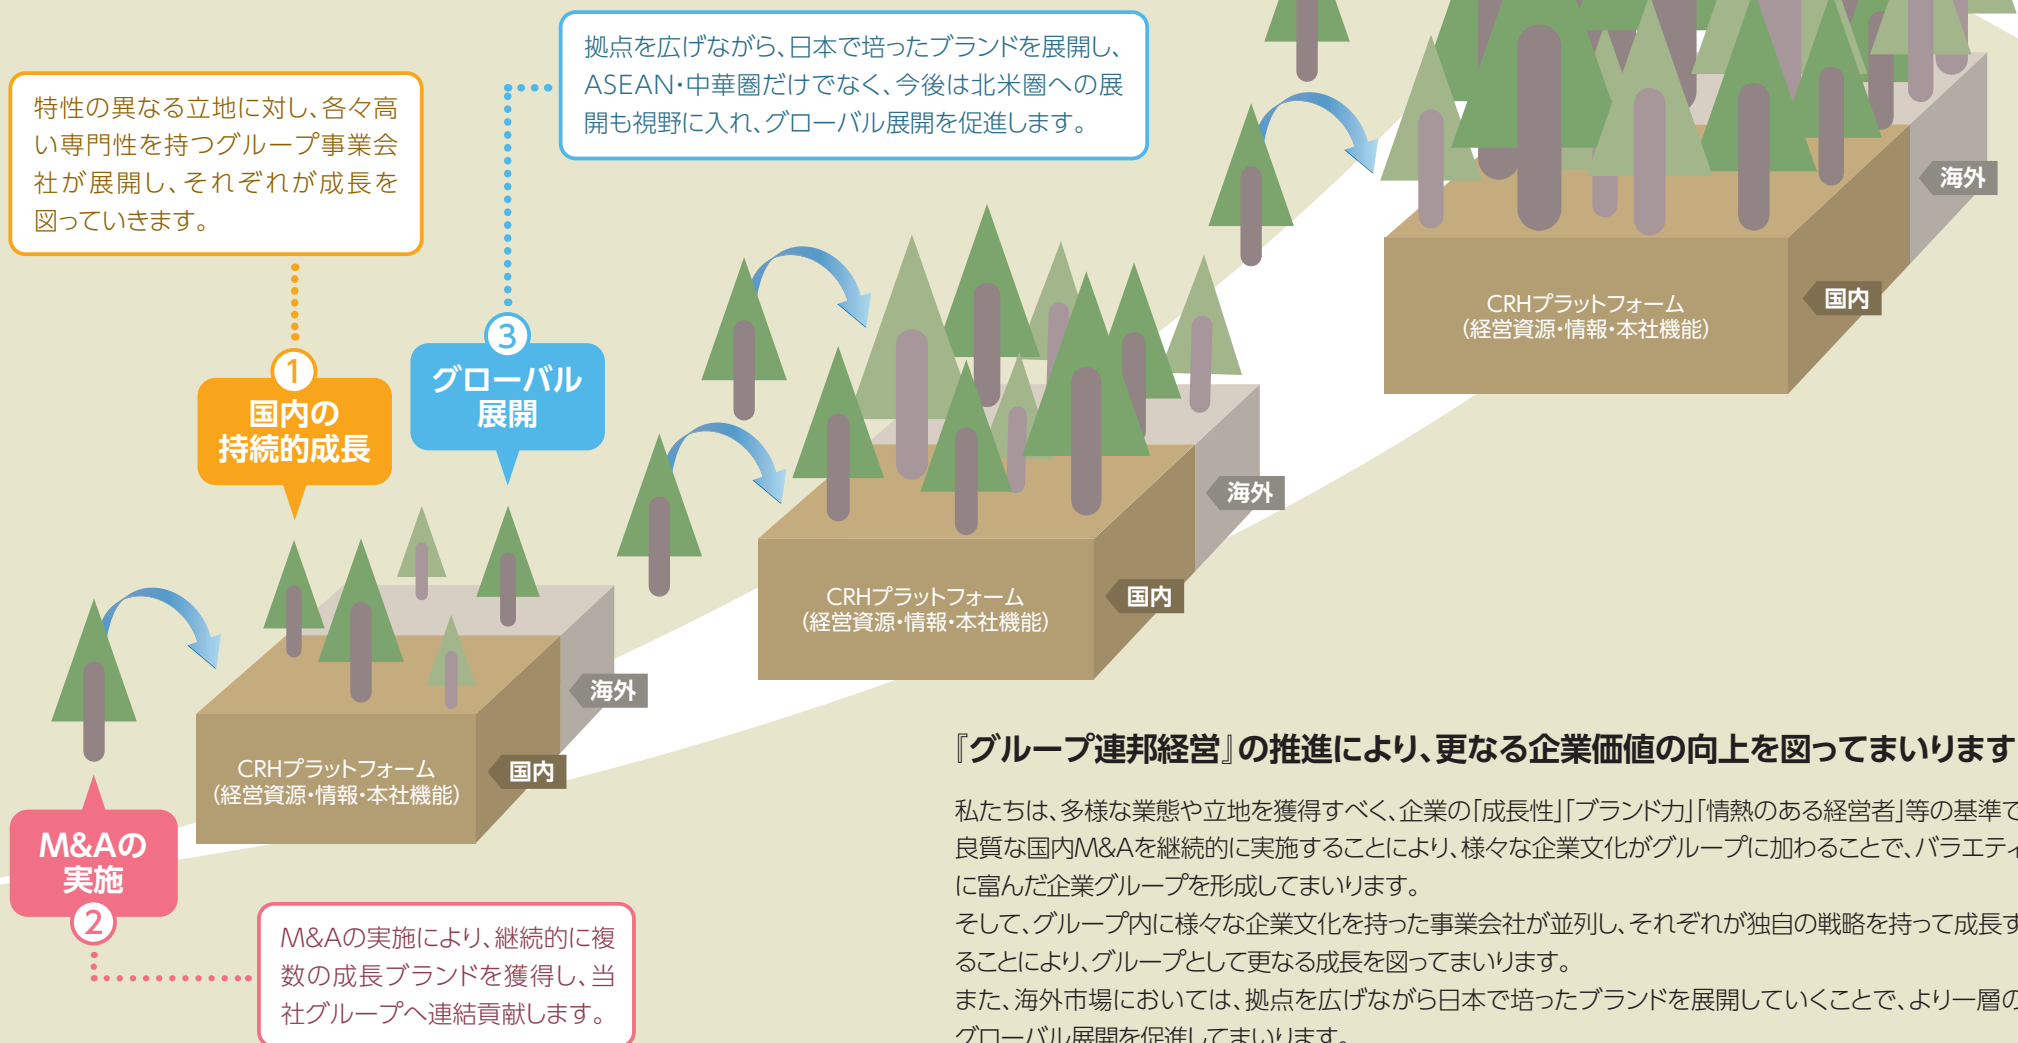 特性の異なる立地に対し、各々高
い専門性を持つグループ事業会
社が展開し、それぞれが成長を
図っていきます。
1
国内の
持続的成長
拠点を広げながら、日本で培ったブランドを展開し、
ASEAN・中華圏だけでなく、今後は北米圏への展
開も視野に入れ、グローバル展開を促進します。
3
グローバル
展開
CRHプラットフォーム
（経営資源・情報・本社機能）
国内
海外
CRHプラットフォーム
（経営資源・情報・本社機能）
国内
海外
CRHプラットフォーム
（経営資源・情報・本社機能）
国内
海外
M&Aの
実施
2
M&Aの実施により、継続的に複
数の成長ブランドを獲得し、当
社グループへ連結貢献します。
『グループ連邦経営』の推進により、更なる企業価値の向上を図ってまいります
私たちは、多様な業態や立地を獲得すべく、企業の「成長性」「ブランド力」「情熱のある経営者」等の基準で
良質な国内M&Aを継続的に実施することにより、様々な企業文化がグループに加わることで、バラエティ
に富んだ企業グループを形成してまいります。
そして、グループ内に様々な企業文化を持った事業会社が並列し、それぞれが独自の戦略を持って成長す
ることにより、グループとして更なる成長を図ってまいります。
また、海外市場においては、拠点を広げながら日本で培ったブランドを展開していくことで、より一層の
グローバル展開を促進してまいります。